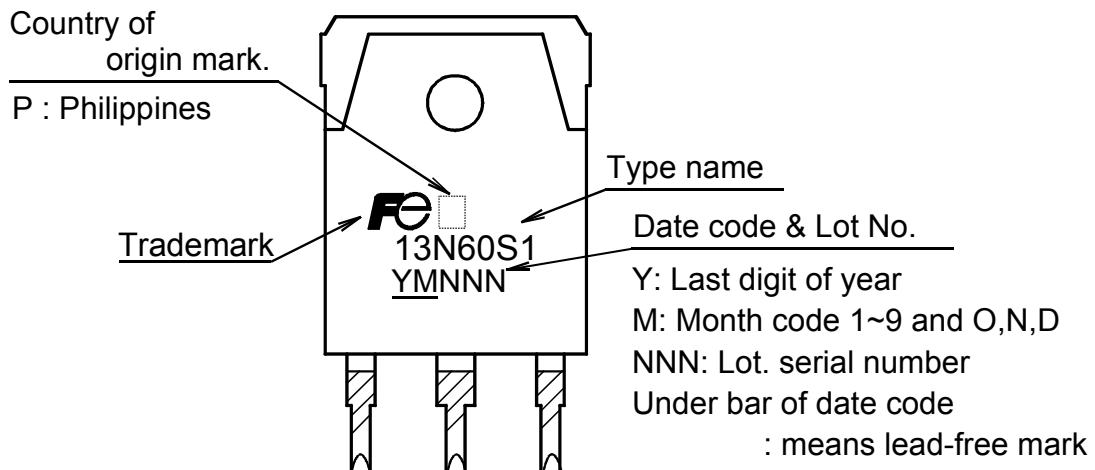 Country of
origin mark.
P : Philippines
Type name
Fe
Trademark
13N60S1
Date code & Lot No.
YMNNN
Y: Last digit of year
M: Month code 1~9 and O,N,D
NNN: Lot. serial number
Under bar of date code
: means lead-free mark